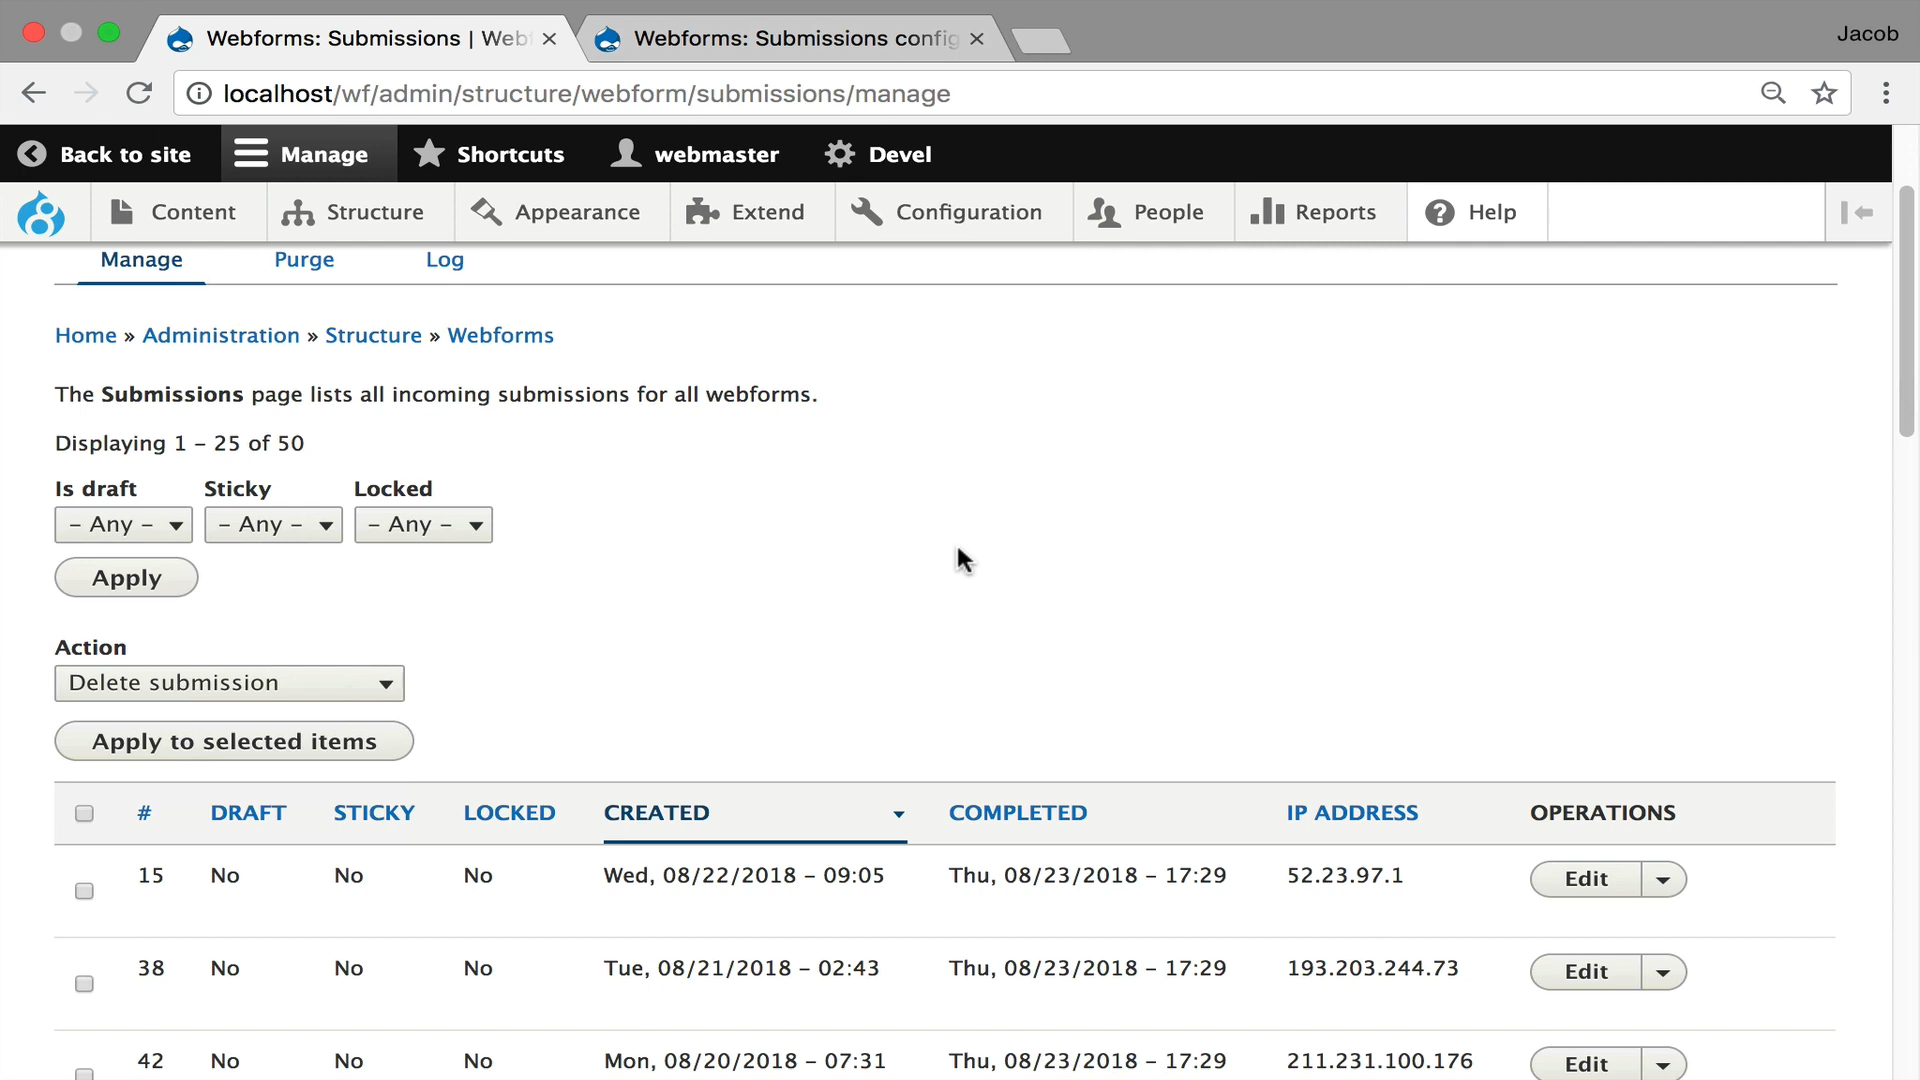 Webforms: Submissions | Web
Webforms: Submissions config
Jacob
localhost/wf/admin/structure/webform/submissions/manage
Back to site
Manage
Shortcuts
webmaster
Devel
Content
Structure
Appearance
Extend
Configuration
People
Reports
Help
Manage
Purge
Log
Home » Administration » Structure » Webforms
The Submissions page lists all incoming submissions for all webforms.
Displaying 1 – 25 of 50
Is draft Sticky Locked
– Any – – Any – – Any –
Apply
Action
Delete submission
Apply to selected items
# DRAFT STICKY LOCKED CREATED COMPLETED IP ADDRESS OPERATIONS
15 No No No Wed, 08/22/2018 – 09:05 Thu, 08/23/2018 – 17:29 52.23.97.1 Edit
38 No No No Tue, 08/21/2018 – 02:43 Thu, 08/23/2018 – 17:29 193.203.244.73 Edit
42 No No No Mon, 08/20/2018 – 07:31 Thu, 08/23/2018 – 17:29 211.231.100.176 Edit